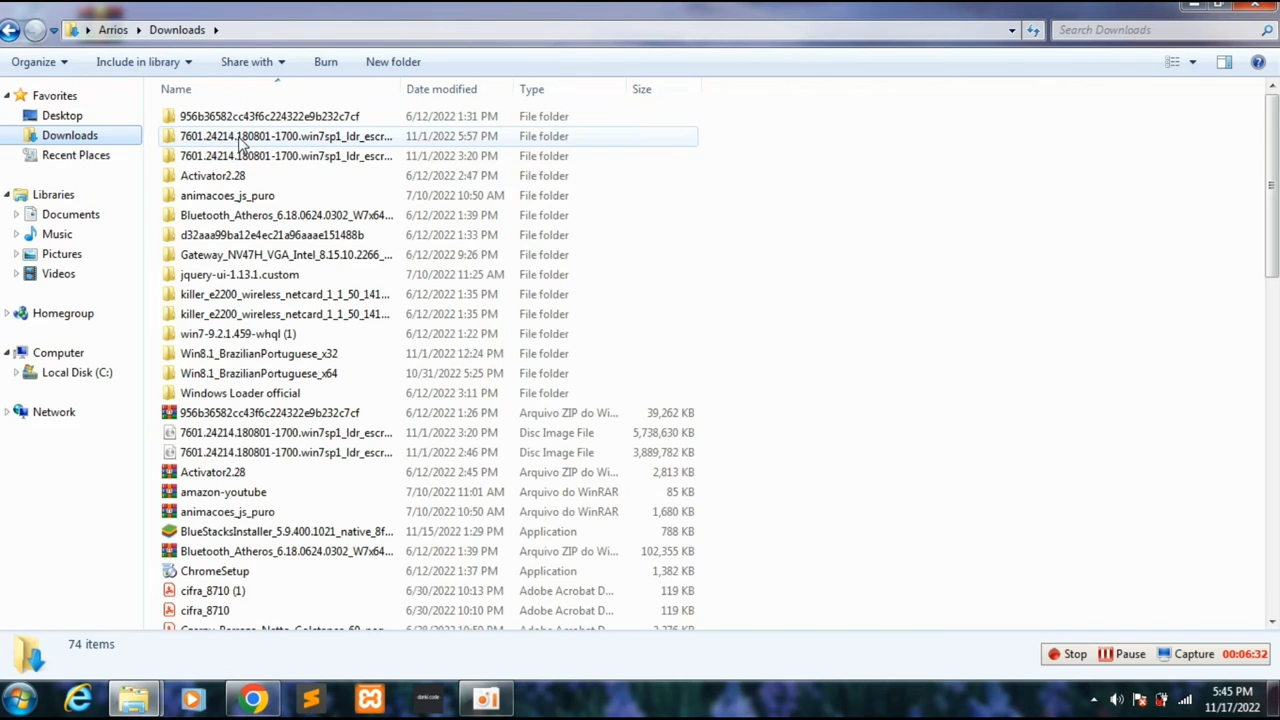 Arrios Downloads Search Downloads
Organize Include in library Share with Burn New folder
Name Date modified Type Size
Favorites
Desktop
Downloads
Recent Places
Libraries
Documents
Music
Pictures
Videos
Homegroup
Computer
Local Disk (C:)
Network
956b36582cc43f6c224322e9b232c7cf 6/12/2022 1:31 PM File folder
7601.24214.180801-1700.win7sp1_ldr_escr... 11/1/2022 5:57 PM File folder
7601.24214.180801-1700.win7sp1_ldr_escr... 11/1/2022 3:20 PM File folder
Activator2.28 6/12/2022 2:47 PM File folder
animacoes_js_puro 7/10/2022 10:50 AM File folder
Bluetooth_Atheros_6.18.0624.0302_W7x64... 6/12/2022 1:39 PM File folder
d32aaa99ba12e4ec21a96aaae151488b 6/12/2022 1:33 PM File folder
Gateway_NV47H_VGA_Intel_8.15.10.2266_... 6/12/2022 9:26 PM File folder
jquery-ui-1.13.1.custom 7/10/2022 11:25 AM File folder
killer_e2200_wireless_netcard_1_1_50_141... 6/12/2022 1:35 PM File folder
killer_e2200_wireless_netcard_1_1_50_141... 6/12/2022 1:35 PM File folder
win7-9.2.1.459-whql (1) 6/12/2022 1:22 PM File folder
Win8.1_BrazilianPortuguese_x32 11/1/2022 12:24 PM File folder
Win8.1_BrazilianPortuguese_x64 10/31/2022 5:25 PM File folder
Windows Loader official 6/12/2022 3:11 PM File folder
956b36582cc43f6c224322e9b232c7cf 6/12/2022 1:26 PM Arquivo ZIP do Wi... 39,262 KB
7601.24214.180801-1700.win7sp1_ldr_escr... 11/1/2022 3:20 PM Disc Image File 5,738,630 KB
7601.24214.180801-1700.win7sp1_ldr_escr... 11/1/2022 2:46 PM Disc Image File 3,889,782 KB
Activator2.28 6/12/2022 2:45 PM Arquivo ZIP do Wi... 2,813 KB
amazon-youtube 7/10/2022 11:01 AM Arquivo do WinRAR 85 KB
animacoes_js_puro 7/10/2022 10:50 AM Arquivo do WinRAR 1,680 KB
BlueStacksInstaller_5.9.400.1021_native_8f... 11/15/2022 1:29 PM Application 788 KB
Bluetooth_Atheros_6.18.0624.0302_W7x64... 6/12/2022 1:39 PM Arquivo ZIP do Wi... 102,355 KB
ChromeSetup 6/12/2022 1:37 PM Application 1,382 KB
cifra_8710 (1) 6/30/2022 10:13 PM Adobe Acrobat D... 119 KB
cifra_8710 6/30/2022 10:10 PM Adobe Acrobat D... 119 KB
74 items
Stop Pause Capture 00:06:32
5:45 PM
11/17/2022